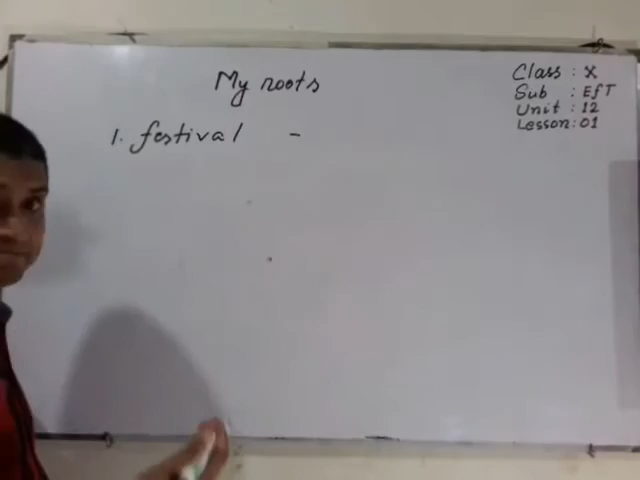 My roots
Class : X
Sub : EfT
Unit : 12
Lesson : 01
1. festival -